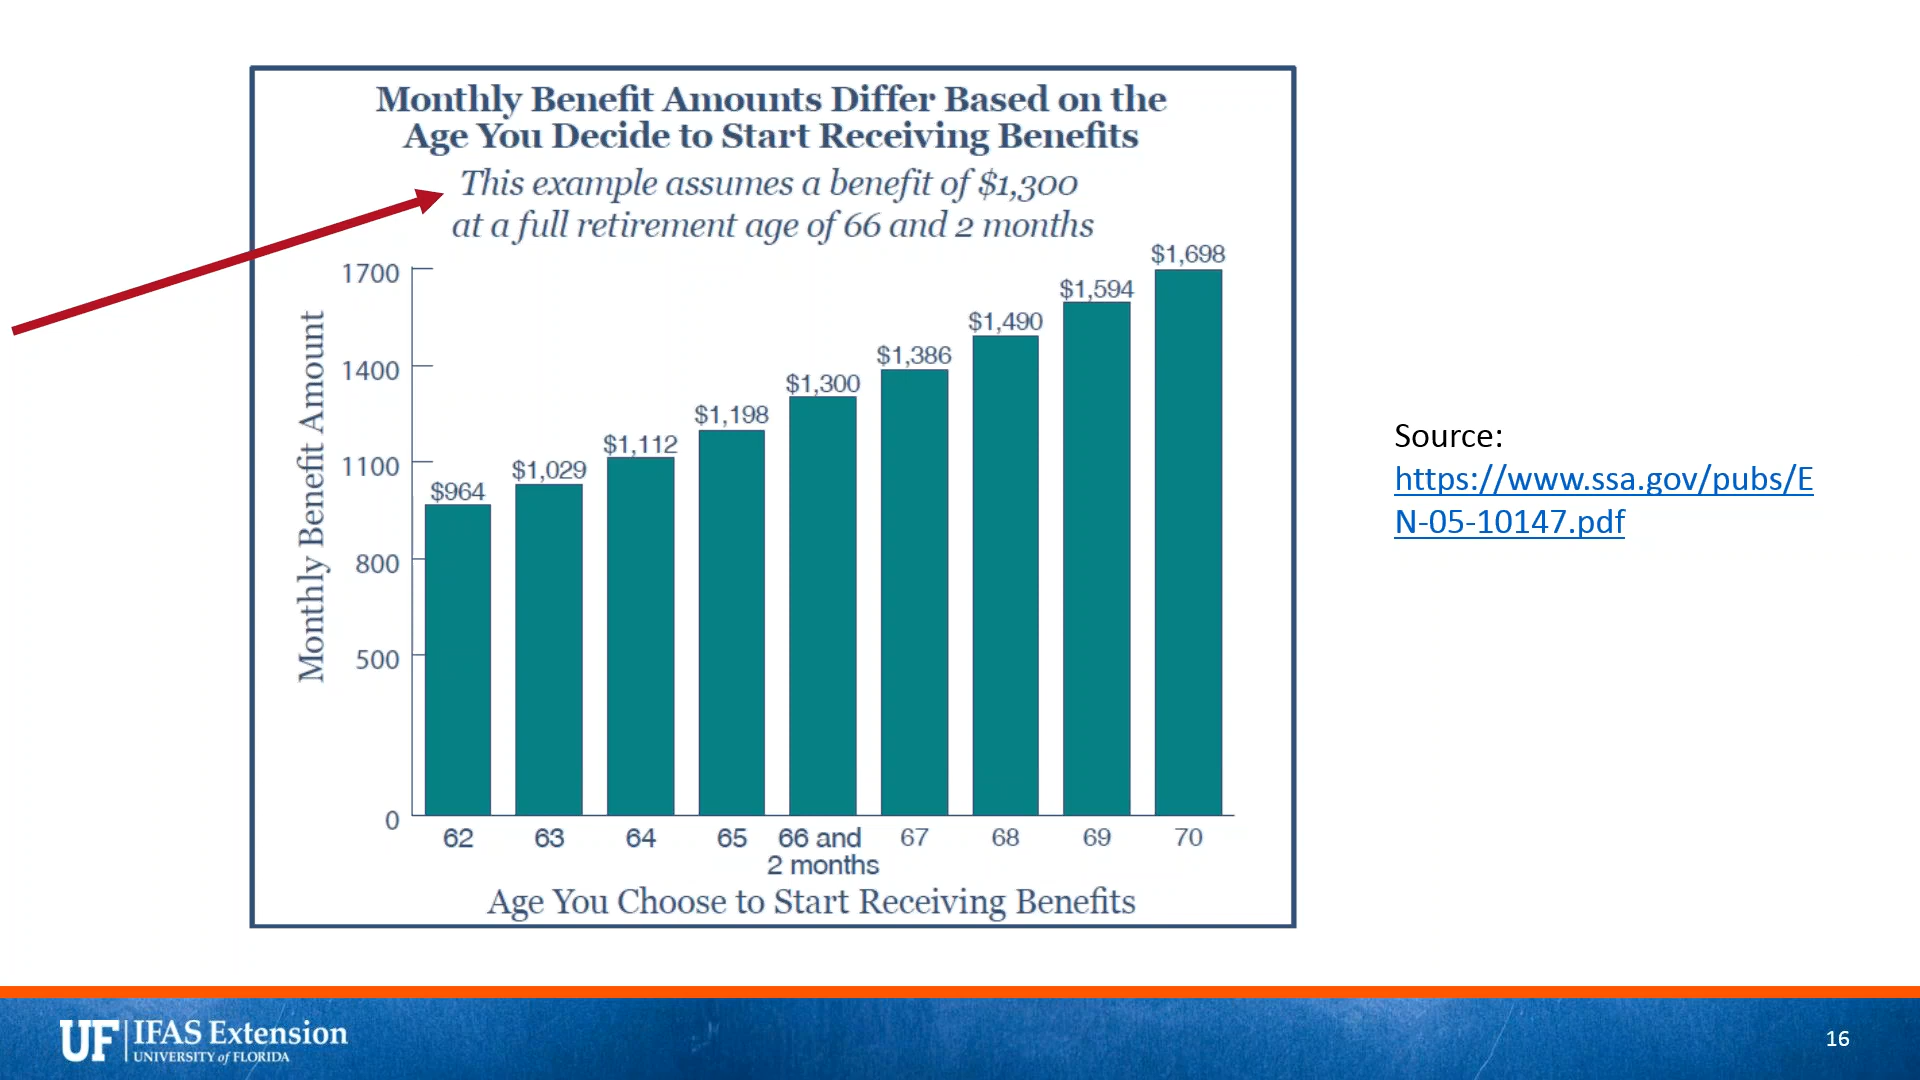 Monthly Benefit Amounts Differ Based on the
Age You Decide to Start Receiving Benefits
This example assumes a benefit of $1,300
at a full retirement age of 66 and 2 months
Monthly Benefit Amount
1700
1400
1100
800
500
0
$964
$1,029
$1,112
$1,198
$1,300
$1,386
$1,490
$1,594
$1,698
62
63
64
65
66 and
2 months
67
68
69
70
Age You Choose to Start Receiving Benefits
Source:
https://www.ssa.gov/pubs/E
N-05-10147.pdf
UF
IFAS Extension
UNIVERSITY of FLORIDA
16